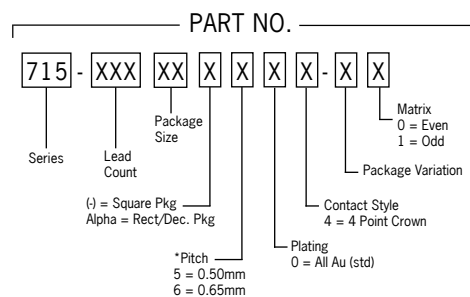 PART NO.
715 - XXX XX X X X X - X X
Matrix
0 = Even
1 = Odd
Package
Size
Package Variation
Series
Lead
Count
(-) = Square Pkg
Alpha = Rect/Dec. Pkg
Contact Style
4 = 4 Point Crown
Plating
0 = All Au (std)
*Pitch
5 = 0.50mm
6 = 0.65mm